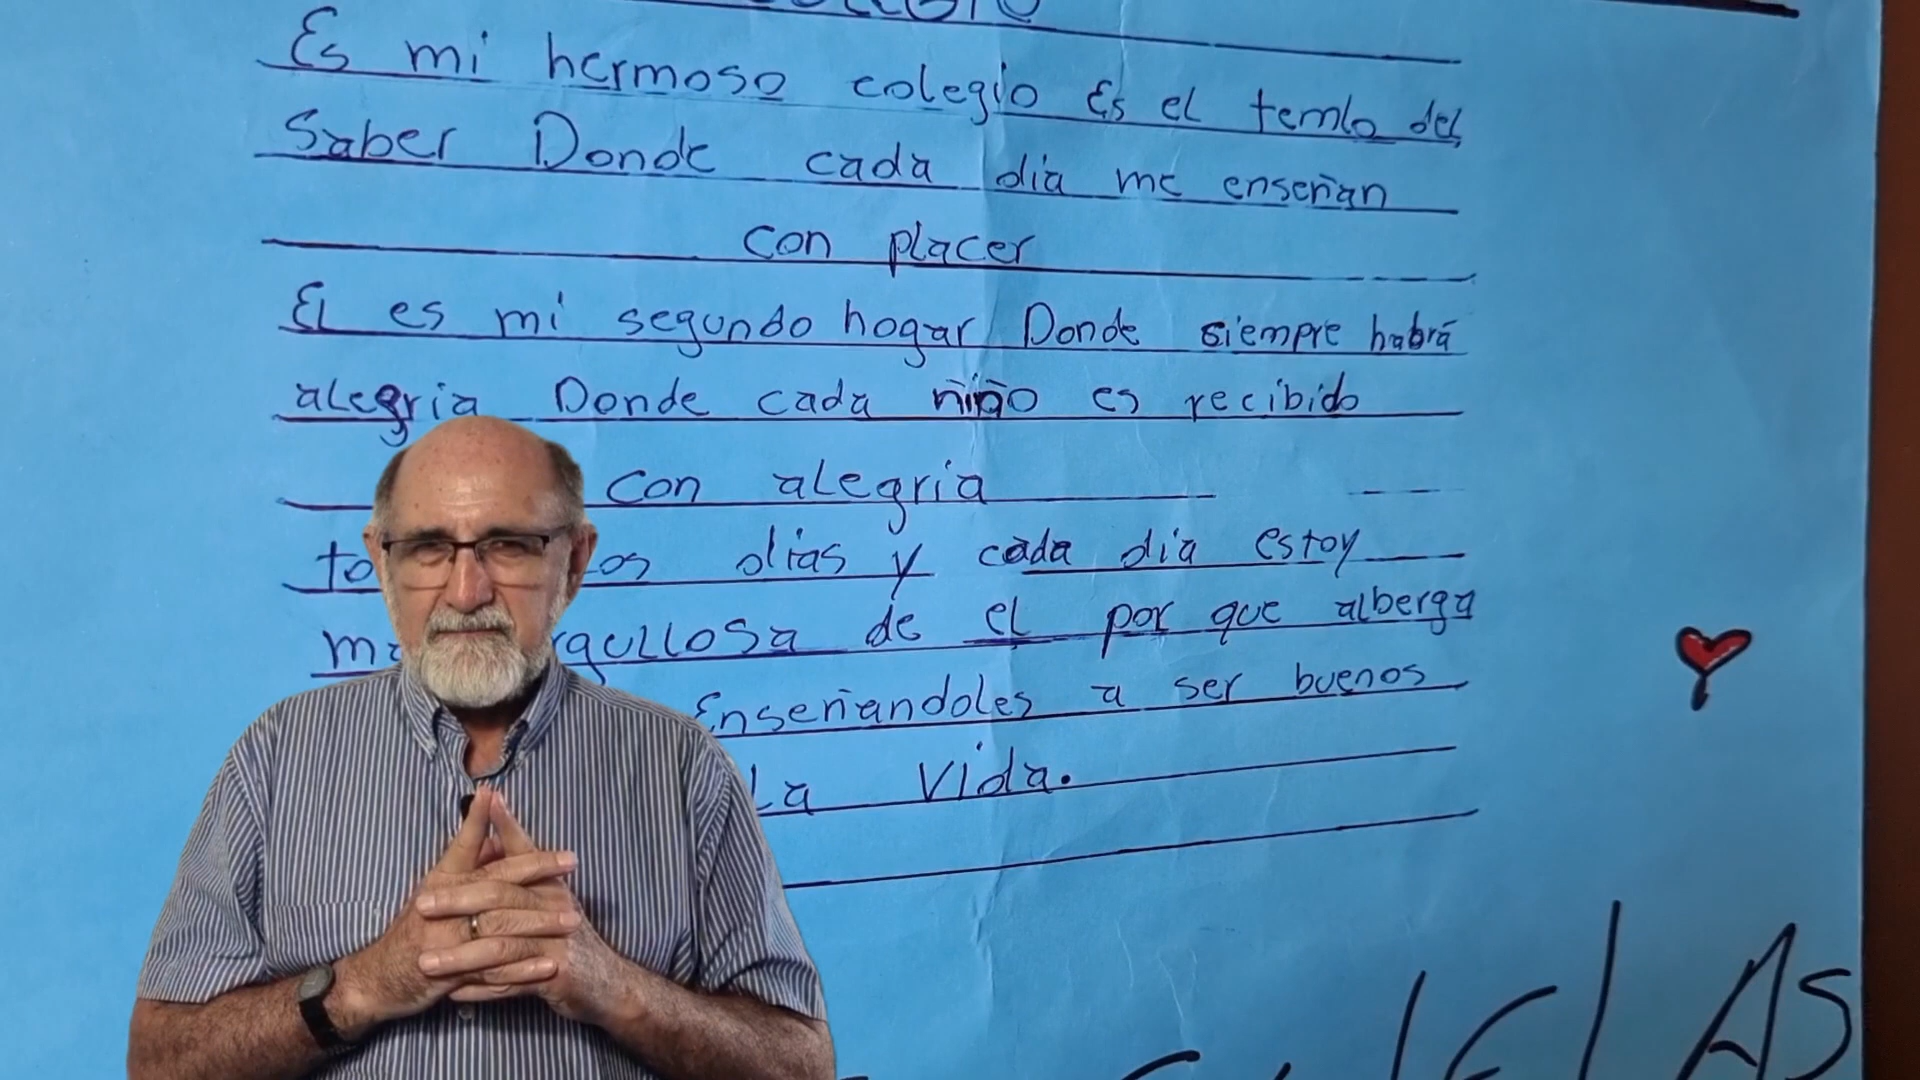 Es mi hermoso colegio Es el temlo del
Saber Donde cada dia me enseñan
con placer
El es mi segundo hogar Donde siempre habrá
alegria Donde cada niño es recibido
con alegria
dias y cada dia estoy
de el por que alberga
Enseñandoles a ser buenos
La vida.